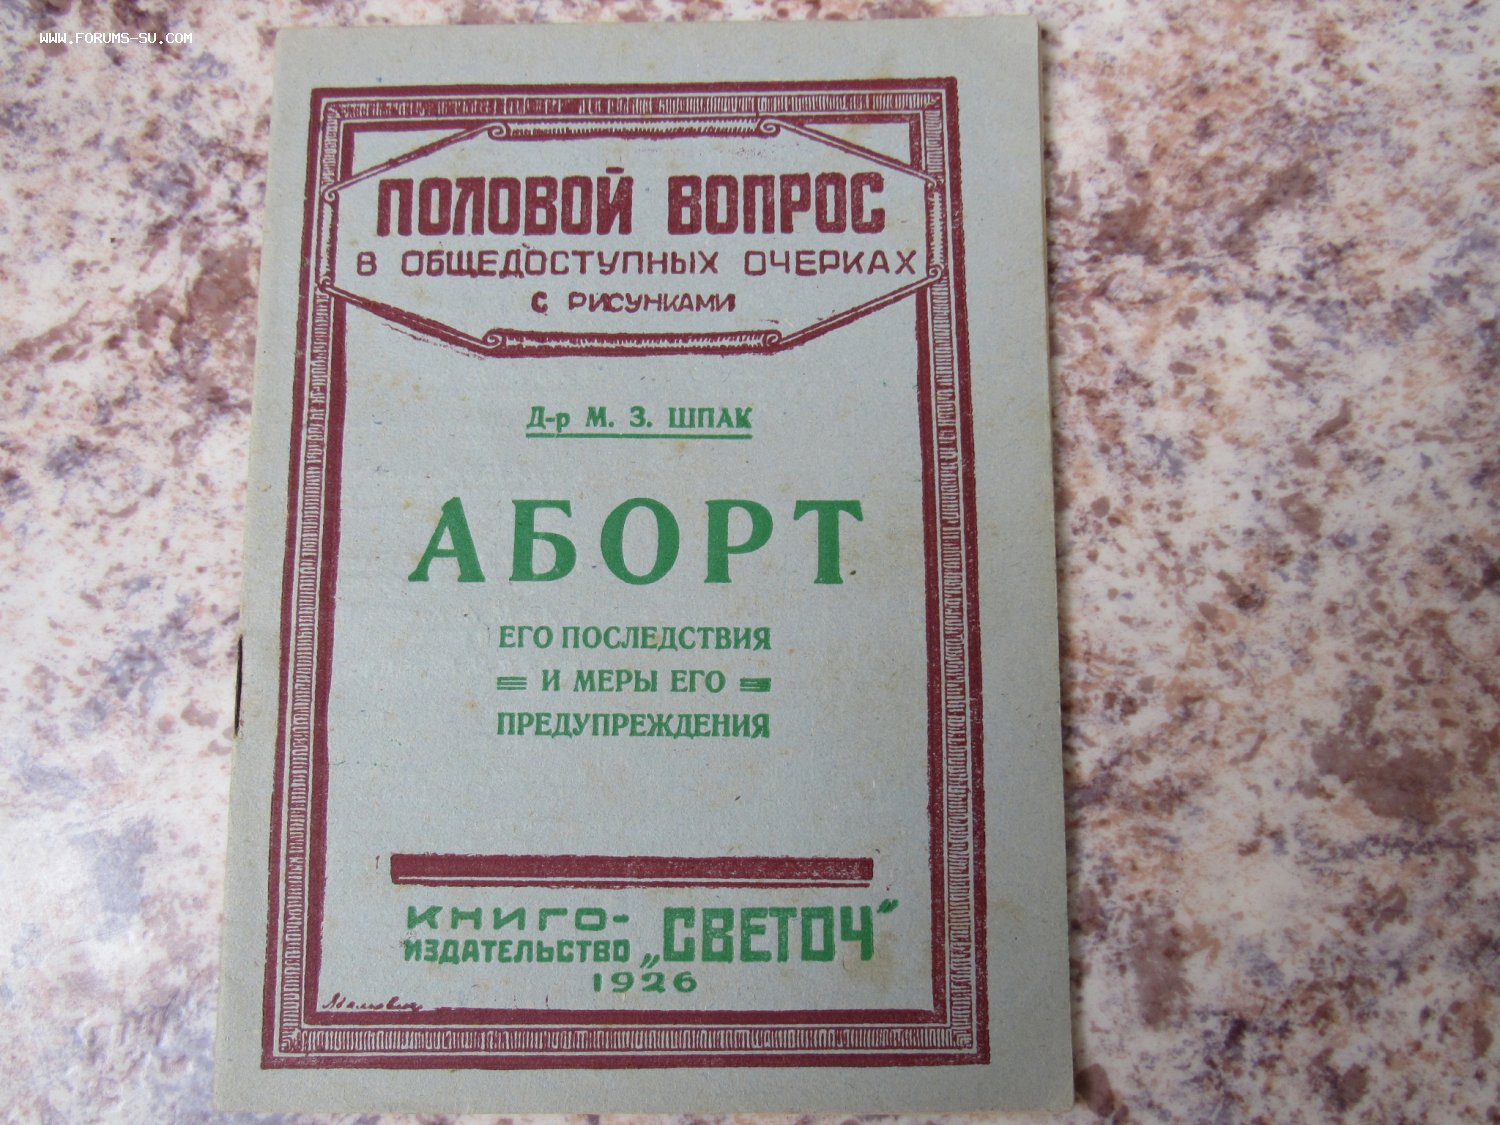 WWW.FORUMS-SU.COM
ПОЛОВОЙ ВОПРОС
В ОБЩЕДОСТУПНЫХ ОЧЕРКАХ
С РИСУНКАМИ
Д-р М. З. ШПАК
АБОРТ
ЕГО ПОСЛЕДСТВИЯ
И МЕРЫ ЕГО
ПРЕДУПРЕЖДЕНИЯ
КНИГО-
ИЗДАТЕЛЬСТВО „СВЕТОЧ“
1926